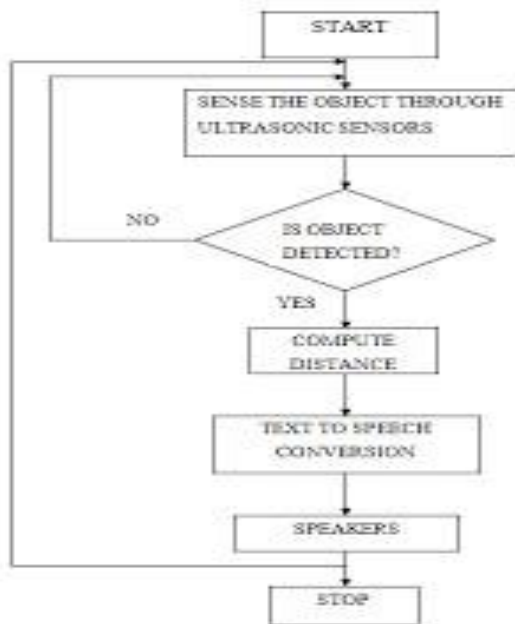 START
SENSE THE OBJECT THROUGH
ULTRASONIC SENSORS
NO
IS OBJECT
DETECTED?
YES
COMPUTE
DISTANCE
TEXT TO SPEECH
CONVERSION
SPEAKERS
STOP